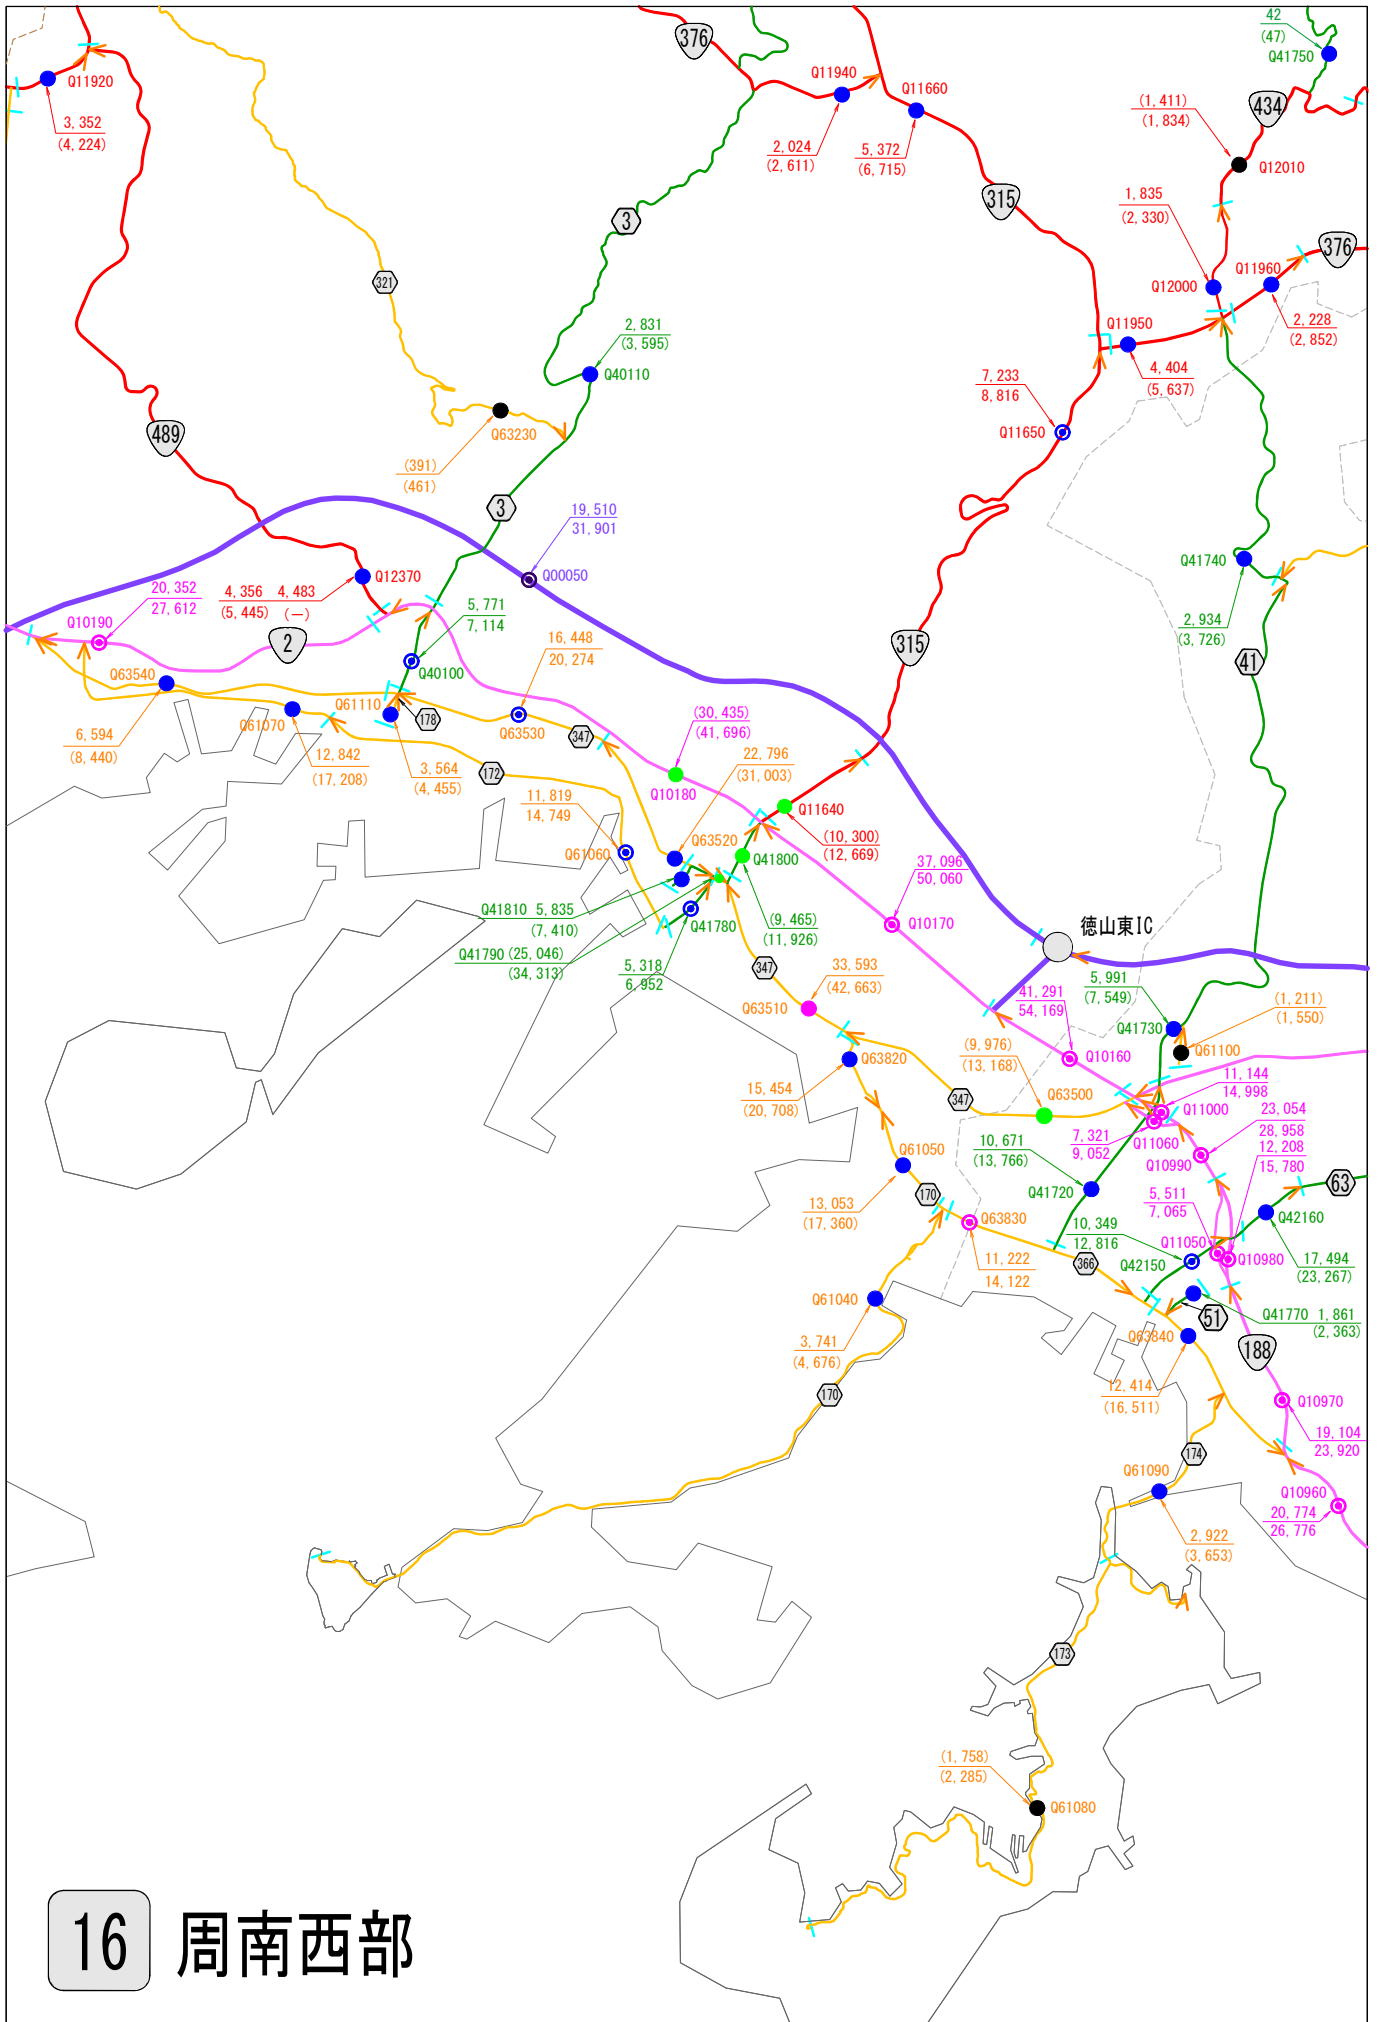 42
(47)
Q41750
376
Q11940
Q11660
Q11920
3,352
(4,224)
(1,411)
(1,834)
434
Q12010
2,024
(2,611)
5,372
(6,715)
315
1,835
(2,330)
3
321
376
Q12000
Q11960
2,228
(2,852)
Q11950
4,404
(5,637)
2,831
(3,595)
Q40110
7,233
8,816
Q11650
489
Q63230
(391)
(461)
3
19,510
31,901
Q00050
Q41740
2,934
(3,726)
20,352
27,612
Q10190
4,356 4,483
(5,445) (—)
Q12370
5,771
7,114
2
16,448
20,274
315
41
Q40100
Q63540
Q61110
Q61070
178
Q63530
347
(30,435)
(41,696)
6,594
(8,440)
12,842
(17,208)
3,564
(4,455)
172
22,796
(31,003)
Q10180
Q11640
(10,300)
(12,669)
11,819
14,749
Q61060
Q63520
Q41800
37,096
50,060
Q10170
Q41810 5,835
(7,410)
Q41780
(9,465)
(11,926)
徳山東IC
Q41790 (25,046)
(34,313)
5,318
6,952
347
33,593
(42,663)
Q63510
41,291
54,169
5,991
(7,549)
Q41730
(1,211)
(1,550)
Q61100
Q63820
(9,976)
(13,168)
Q10160
15,454
(20,708)
347
Q63500
11,144
14,998
Q11000
23,054
28,958
7,321
9,052
Q11060
Q10990
12,208
15,780
Q61050
10,671
(13,766)
Q41720
170
5,511
7,065
63
13,053
(17,360)
Q63830
10,349
12,816
Q11050
Q42160
11,222
14,122
366
Q42150
Q10980
17,494
(23,267)
Q61040
51
Q41770 1,861
(2,363)
3,741
(4,676)
Q63840
188
170
12,414
(16,511)
Q10970
19,104
23,920
174
Q61090
Q10960
20,774
26,776
2,922
(3,653)
173
(1,758)
(2,285)
Q61080
16 周南西部